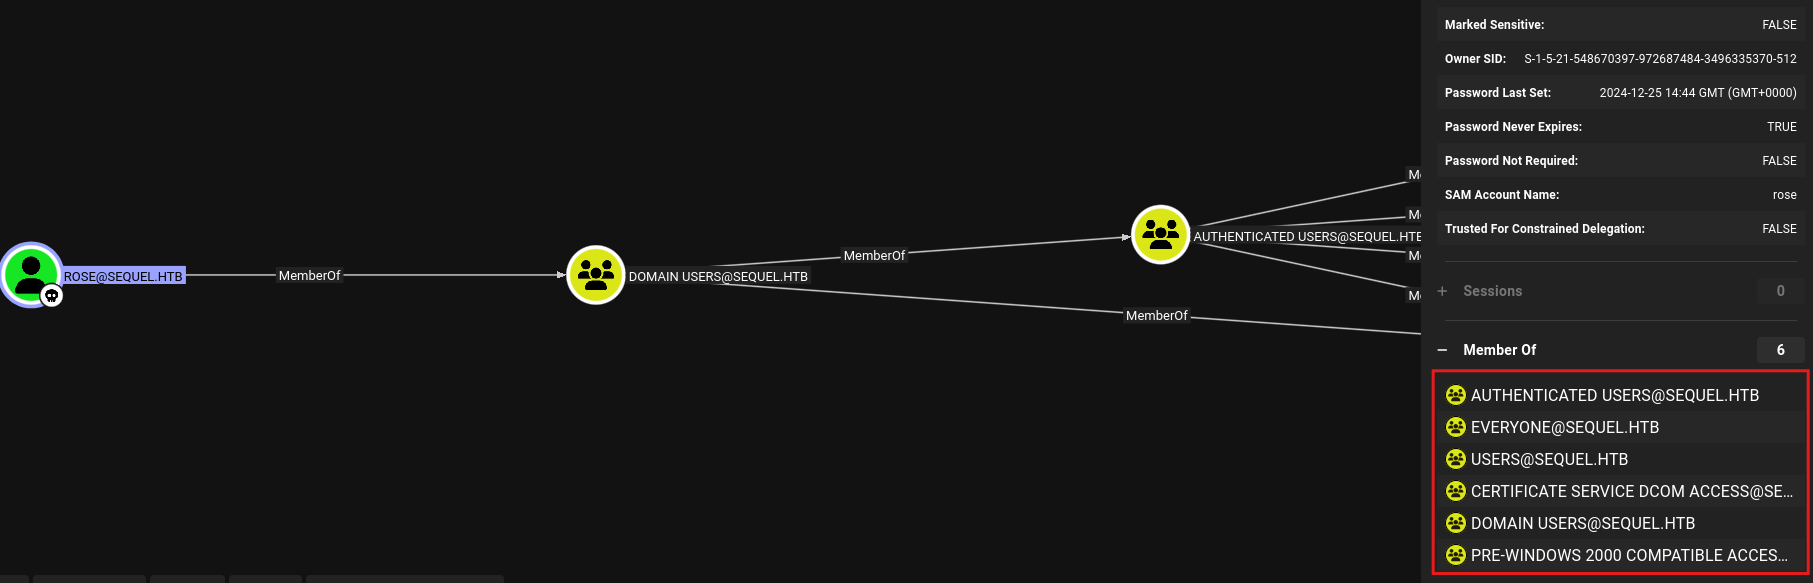 ROSE@SEQUEL.HTB
MemberOf
DOMAIN USERS@SEQUEL.HTB
MemberOf
MemberOf
AUTHENTICATED USERS@SEQUEL.HTB
Me
Me
Me
Me
Marked Sensitive: FALSE
Owner SID: S-1-5-21-548670397-972687484-3496335370-512
Password Last Set: 2024-12-25 14:44 GMT (GMT+0000)
Password Never Expires: TRUE
Password Not Required: FALSE
SAM Account Name: rose
Trusted For Constrained Delegation: FALSE
+ Sessions 0
− Member Of 6
AUTHENTICATED USERS@SEQUEL.HTB
EVERYONE@SEQUEL.HTB
USERS@SEQUEL.HTB
CERTIFICATE SERVICE DCOM ACCESS@SE...
DOMAIN USERS@SEQUEL.HTB
PRE-WINDOWS 2000 COMPATIBLE ACCES...